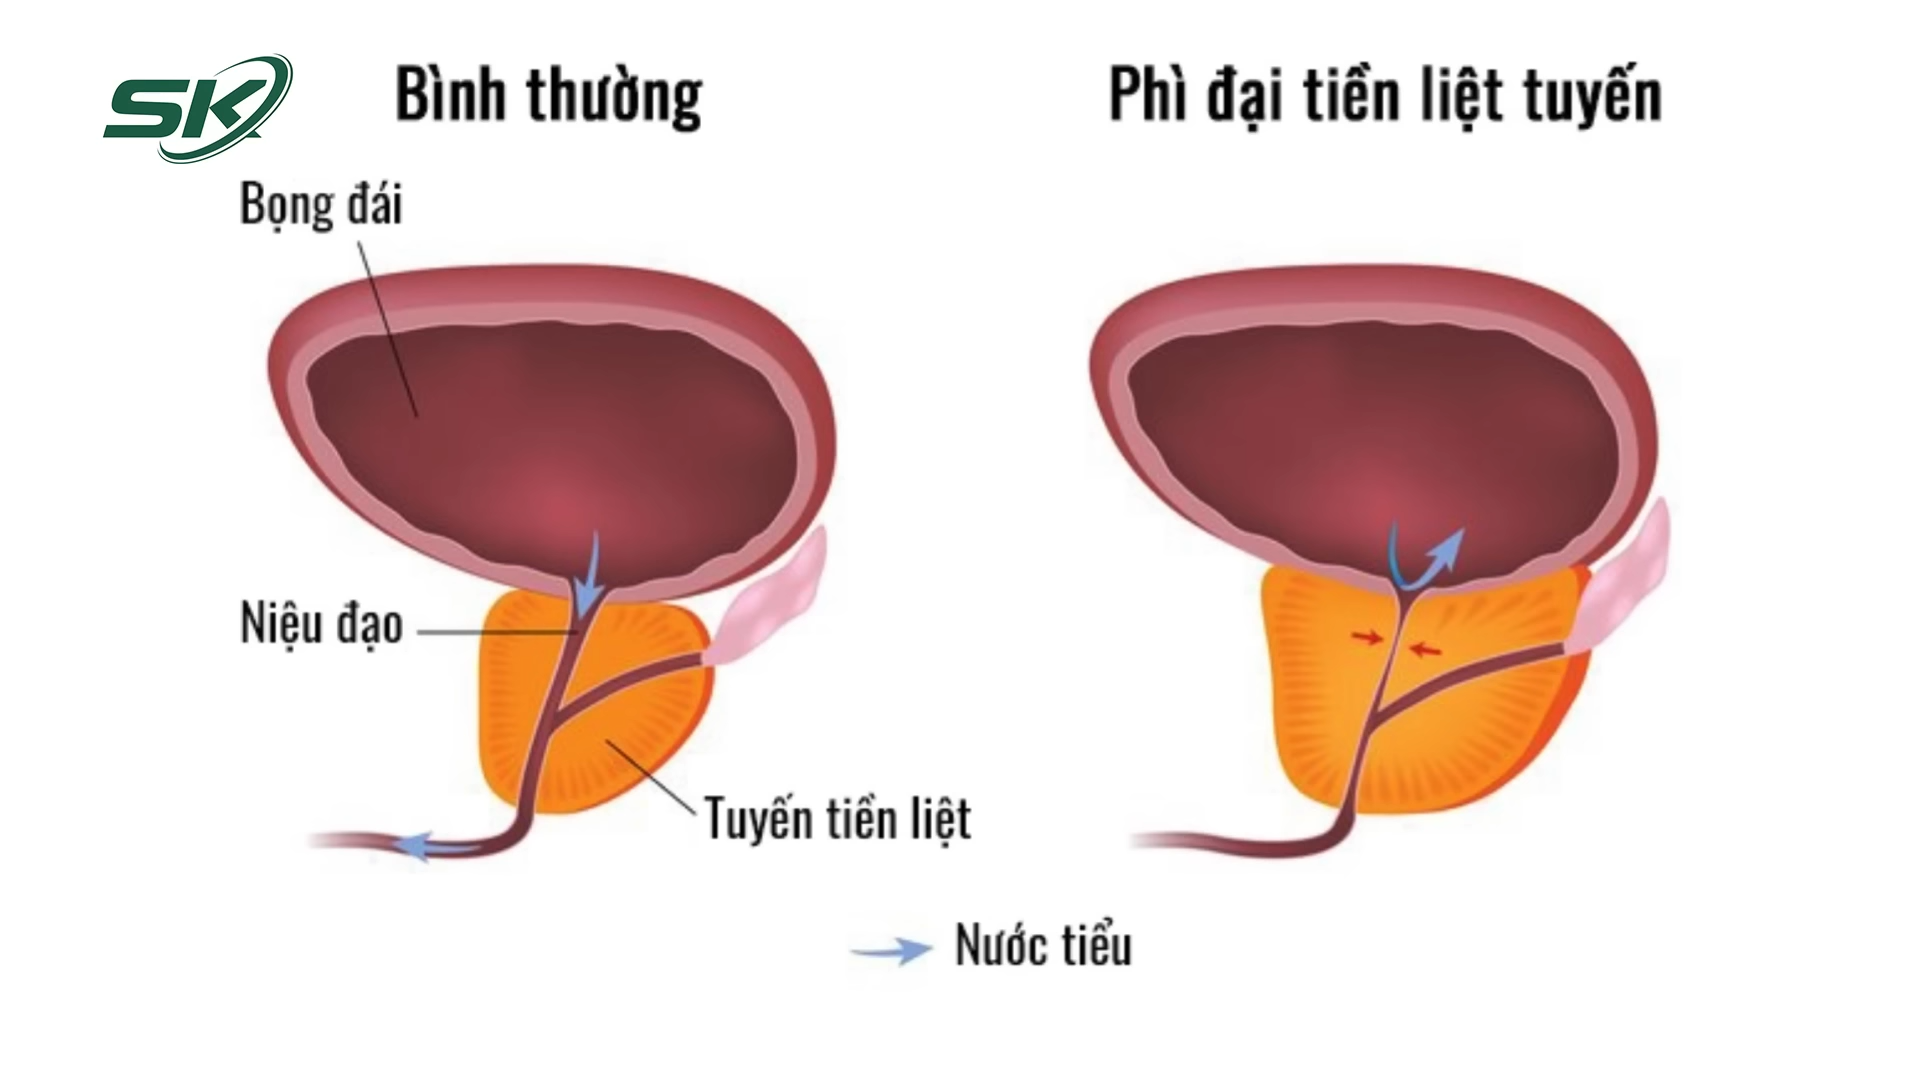 SK
Bình thường
Phì đại tiền liệt tuyến
Bọng đái
Niệu đạo
Tuyến tiền liệt
Nước tiểu